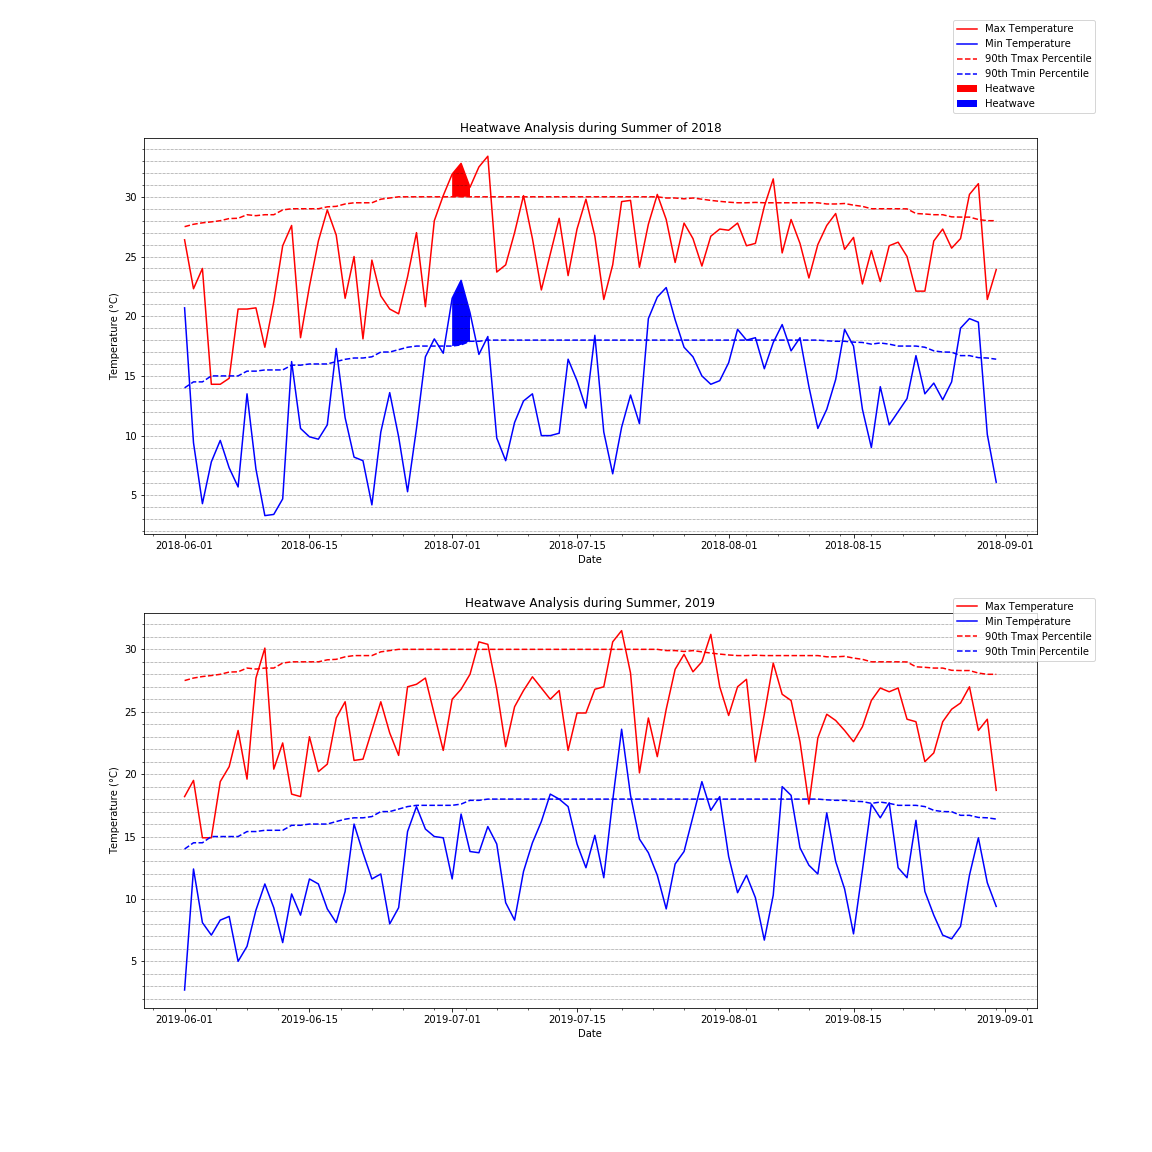 Max Temperature
Min Temperature
90th Tmax Percentile
90th Tmin Percentile
Heatwave
Heatwave
Heatwave Analysis during Summer of 2018
30
25
20
15
10
5
Temperature (°C)
2018-06-01 2018-06-15 2018-07-01 2018-07-15 2018-08-01 2018-08-15 2018-09-01
Date
Heatwave Analysis during Summer, 2019
Max Temperature
Min Temperature
90th Tmax Percentile
90th Tmin Percentile
30
25
20
15
10
5
Temperature (°C)
2019-06-01 2019-06-15 2019-07-01 2019-07-15 2019-08-01 2019-08-15 2019-09-01
Date